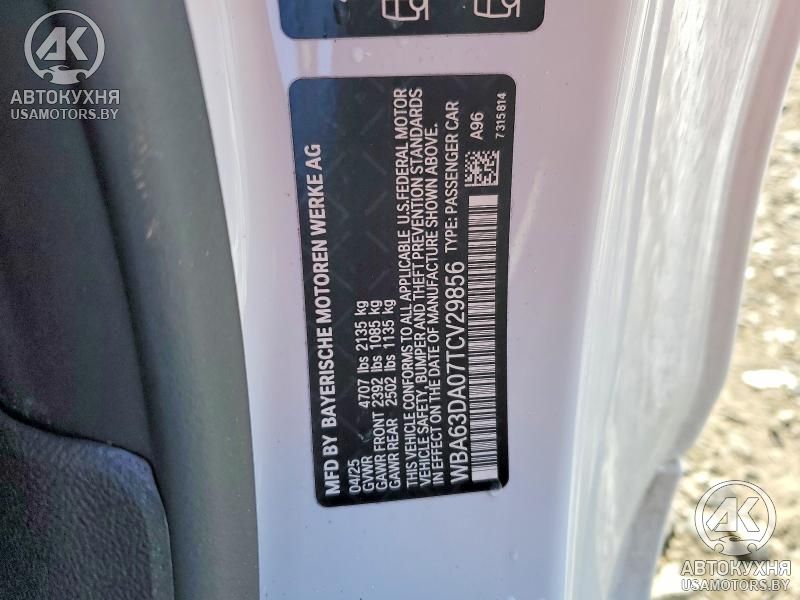 AK
АВТОКУХНЯ
USAMOTORS.BY
MFD BY BAYERISCHE MOTOREN WERKE AG
04/25
GVWR 4707 lbs 2135 kg
GAWR FRONT 2392 lbs 1085 kg
GAWR REAR 2502 lbs 1135 kg
THIS VEHICLE CONFORMS TO ALL APPLICABLE U.S. FEDERAL MOTOR
VEHICLE SAFETY, BUMPER AND THEFT PREVENTION STANDARDS
IN EFFECT ON THE DATE OF MANUFACTURE SHOWN ABOVE.
WBA63DA07TCV29856 TYPE: PASSENGER CAR
A96
7315814
AK
АВТОКУХНЯ
USAMOTORS.BY